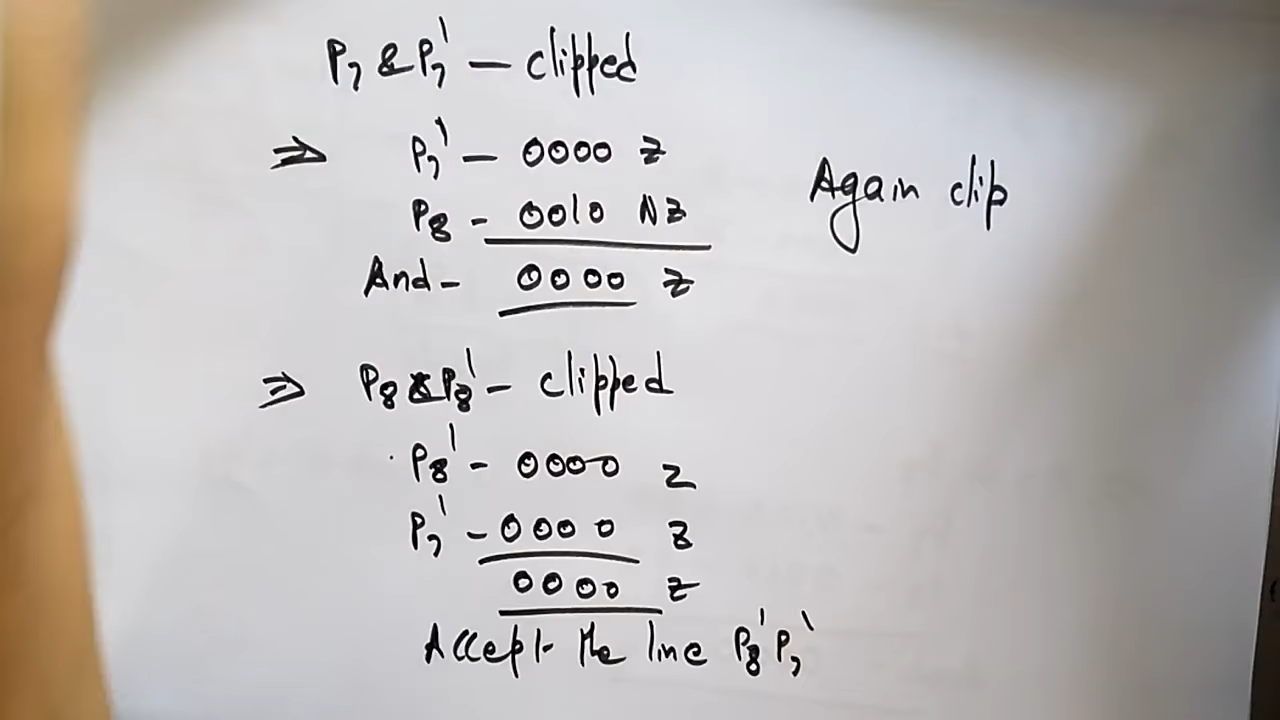 P7 & P7' – clipped
⇒ P7' – 0000 Z
P8 – 0010 NZ
Again clip
And – 0000 Z
⇒ P8 & P8' – clipped
P8' – 0000 Z
P7' – 0000 Z
0000 Z
Accept the line P8' P7'